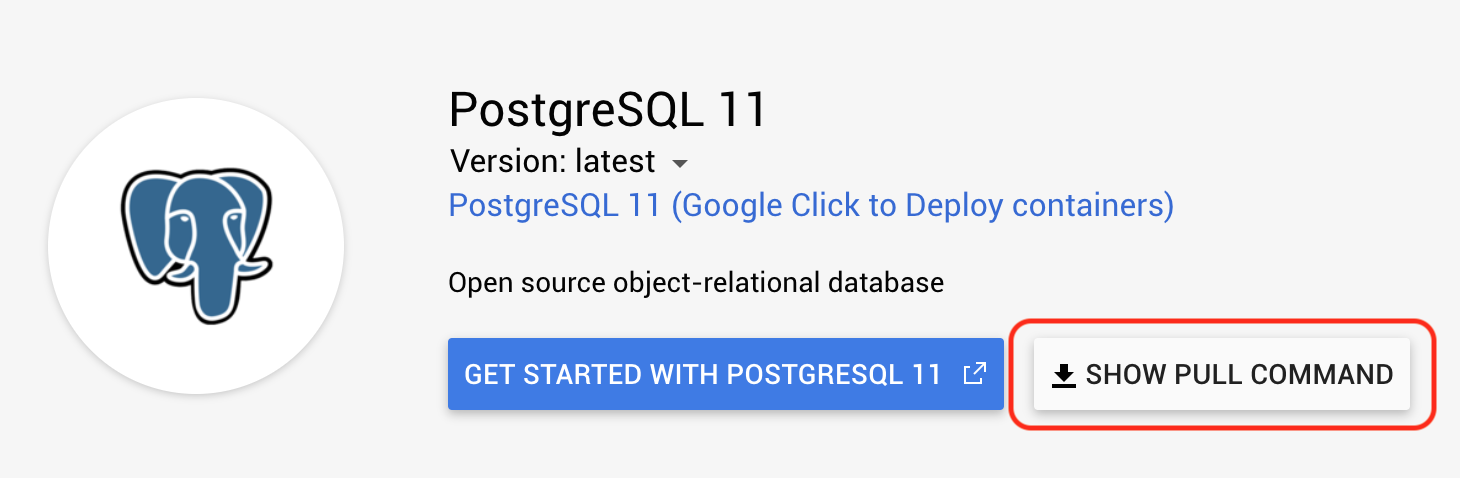 PostgreSQL 11
Version: latest
PostgreSQL 11 (Google Click to Deploy containers)
Open source object-relational database
GET STARTED WITH POSTGRESQL 11
SHOW PULL COMMAND